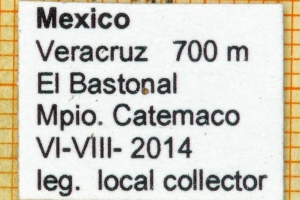 Mexico
Veracruz 700 m
El Bastonal
Mpio. Catemaco
VI-VIII- 2014
leg. local collector